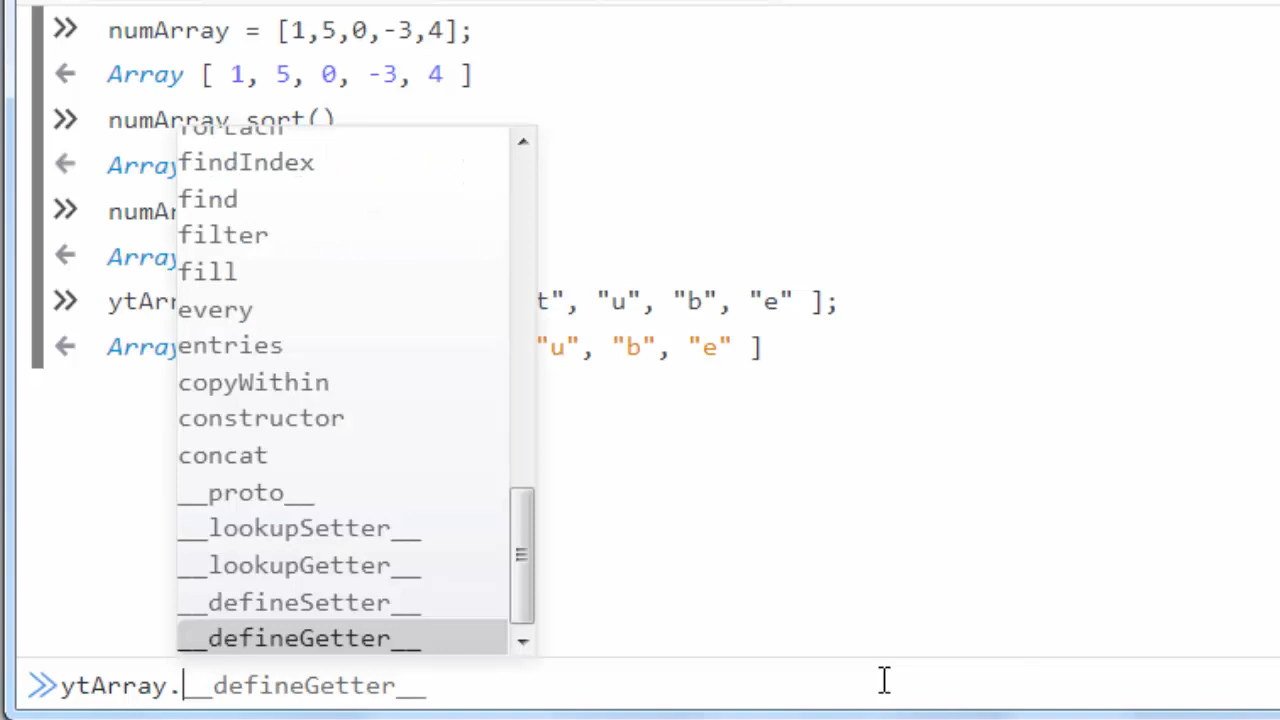 >> numArray = [1,5,0,-3,4];
← Array [ 1, 5, 0, -3, 4 ]
>> numArray sort()
← Array
>> numAr
← Array
>> ytArr t", "u", "b", "e" ];
← Array "u", "b", "e" ]
forEach
findIndex
find
filter
fill
every
entries
copyWithin
constructor
concat
__proto__
__lookupSetter__
__lookupGetter__
__defineSetter__
__defineGetter__
>> ytArray.__defineGetter__